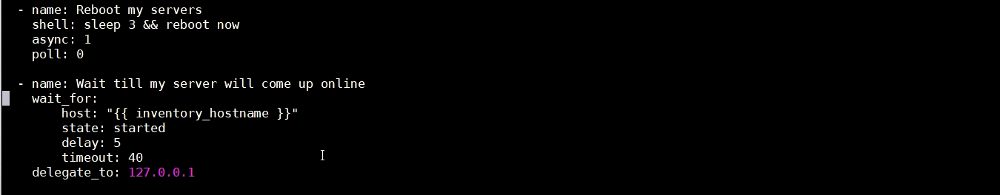 - name: Reboot my servers
  shell: sleep 3 && reboot now
  async: 1
  poll: 0

- name: Wait till my server will come up online
  wait_for:
      host: "{{ inventory_hostname }}"
      state: started
      delay: 5
      timeout: 40
  delegate_to: 127.0.0.1